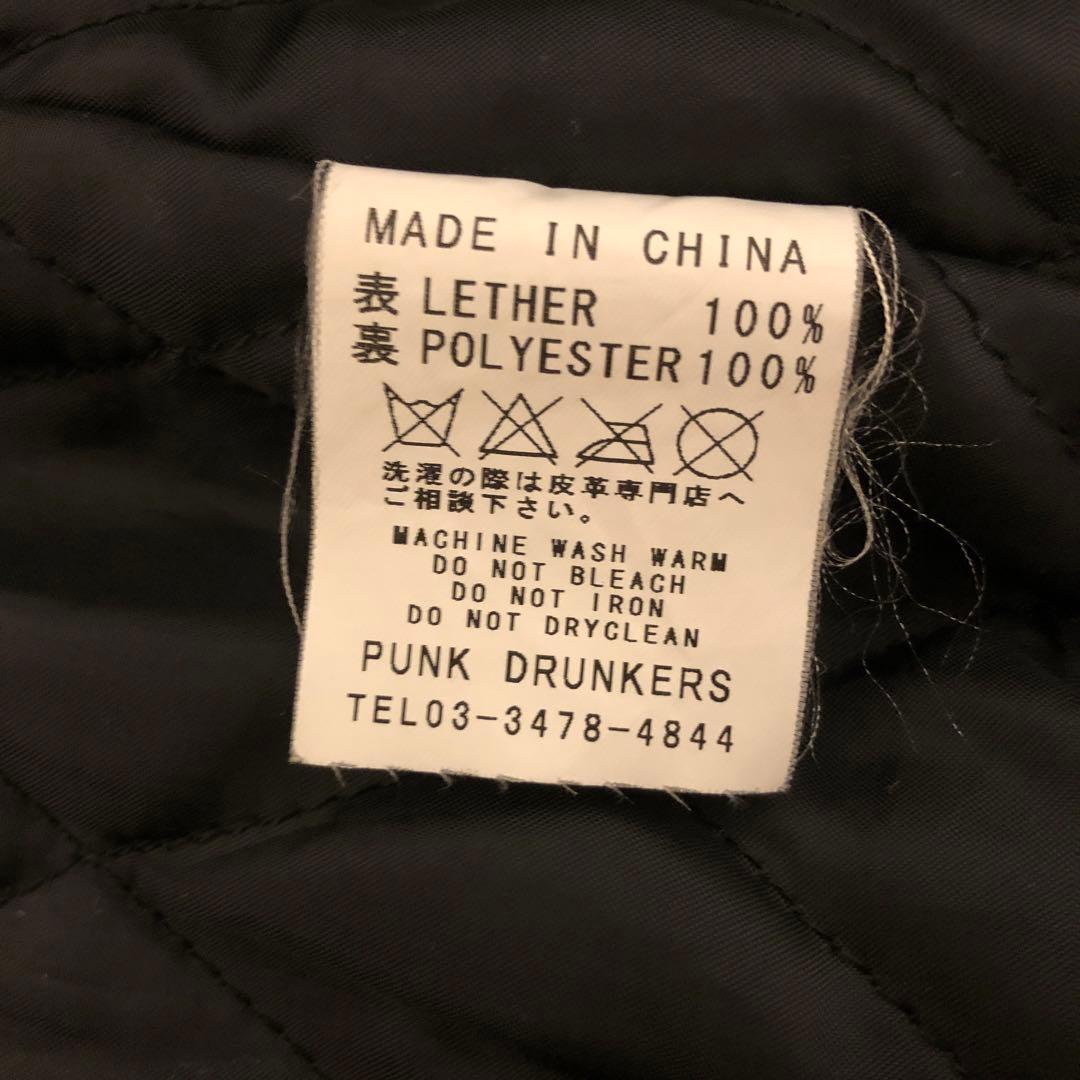 MADE IN CHINA
表 LETHER 100%
裏 POLYESTER 100%
洗濯の際は皮革専門店へ
ご相談下さい。
MACHINE WASH WARM
DO NOT BLEACH
DO NOT IRON
DO NOT DRYCLEAN
PUNK DRUNKERS
TEL03-3478-4844